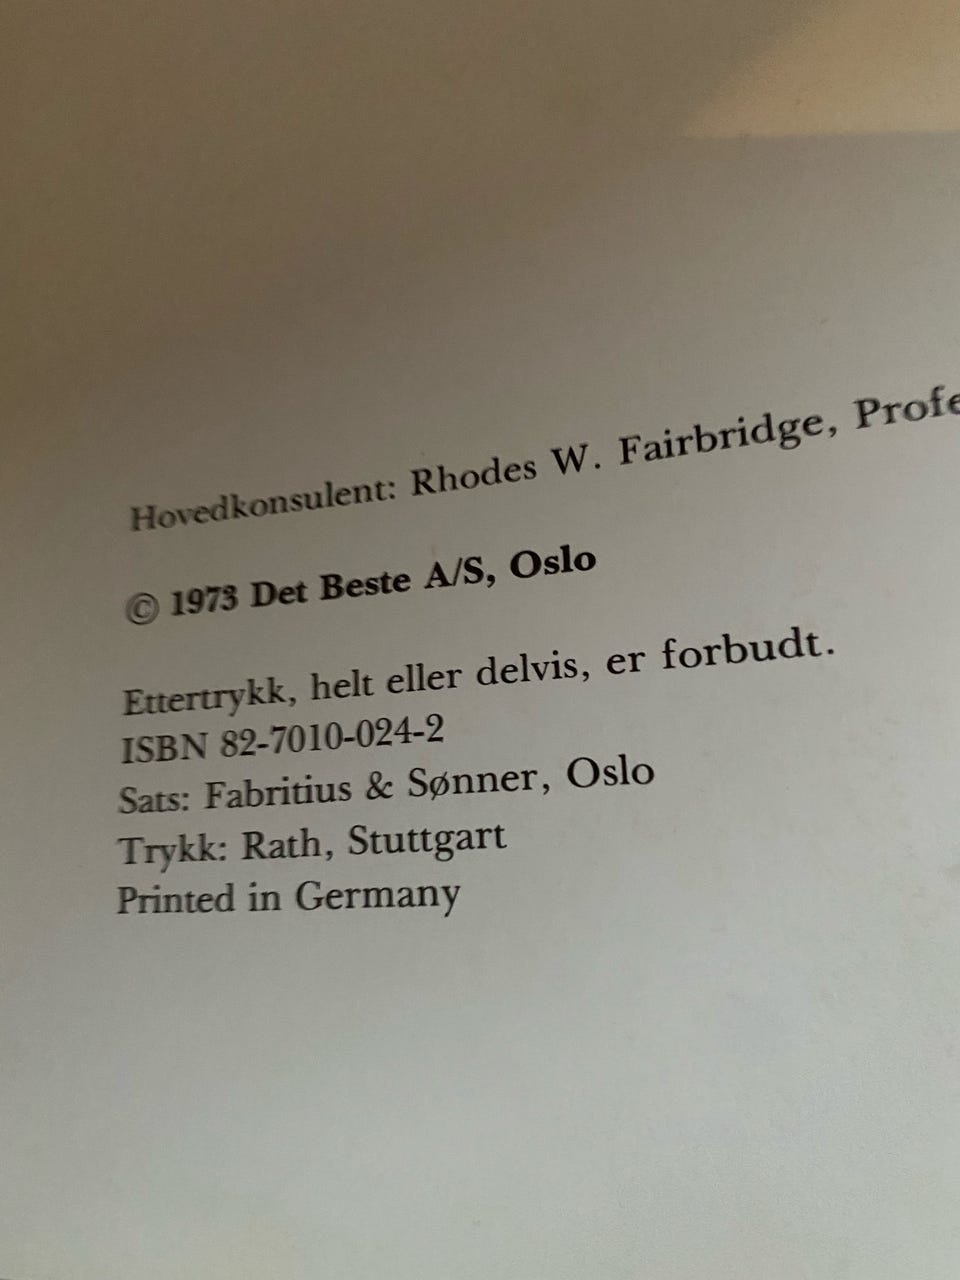 Hovedkonsulent: Rhodes W. Fairbridge, Profe
© 1973 Det Beste A/S, Oslo
Ettertrykk, helt eller delvis, er forbudt.
ISBN 82-7010-024-2
Sats: Fabritius & Sønner, Oslo
Trykk: Rath, Stuttgart
Printed in Germany